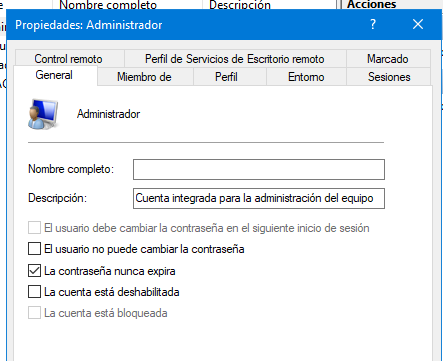 Nombre completo
Descripción
Acciones
Propiedades: Administrador
?
Control remoto
Perfil de Servicios de Escritorio remoto
Marcado
General
Miembro de
Perfil
Entorno
Sesiones
Administrador
Nombre completo:
Descripción:
Cuenta integrada para la administración del equipo
El usuario debe cambiar la contraseña en el siguiente inicio de sesión
El usuario no puede cambiar la contraseña
La contraseña nunca expira
La cuenta está deshabilitada
La cuenta está bloqueada